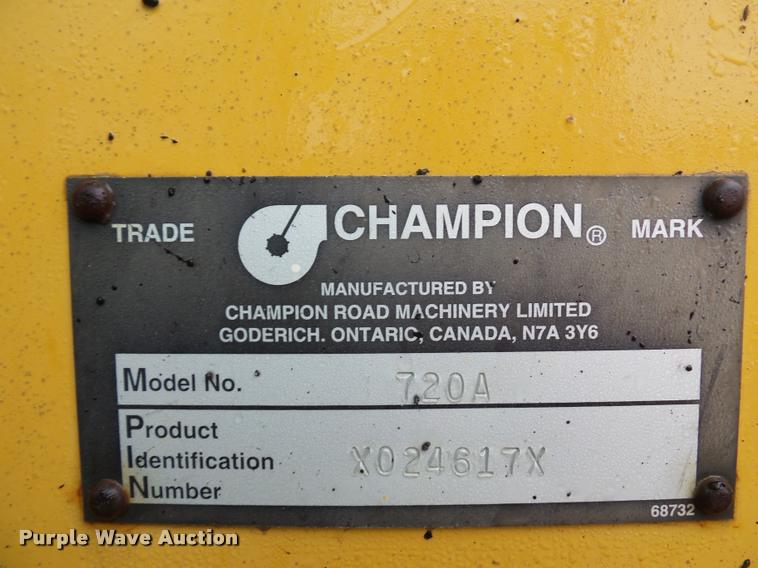 TRADE CHAMPION® MARK
MANUFACTURED BY
CHAMPION ROAD MACHINERY LIMITED
GODERICH. ONTARIO, CANADA, N7A 3Y6
Model No. 720A
Product
Identification X024617X
Number
68732
Purple Wave Auction